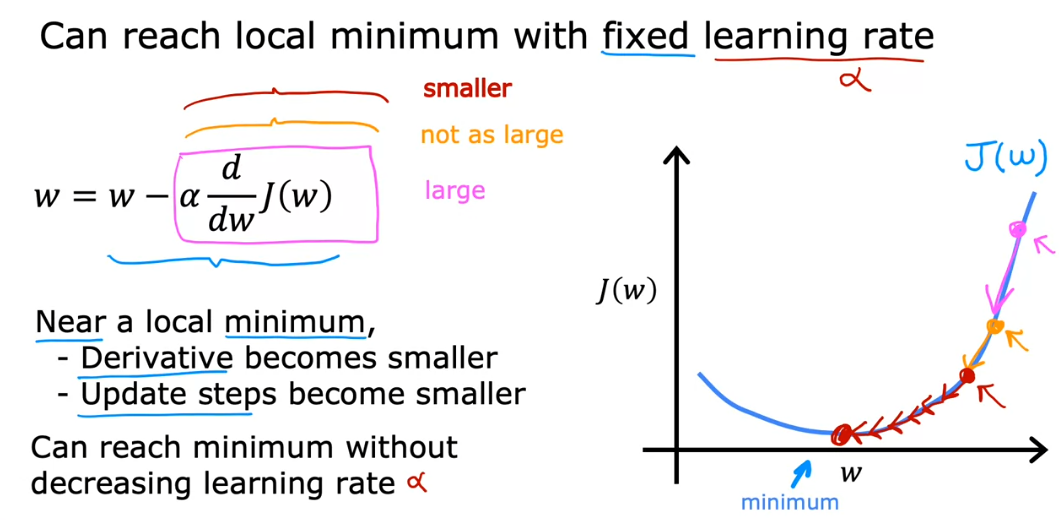 Can reach local minimum with fixed learning rate
α
smaller
not as large
large
w = w − α d/dw J(w)
Near a local minimum,
- Derivative becomes smaller
- Update steps become smaller
Can reach minimum without
decreasing learning rate α
J(w)
J(w)
w
minimum